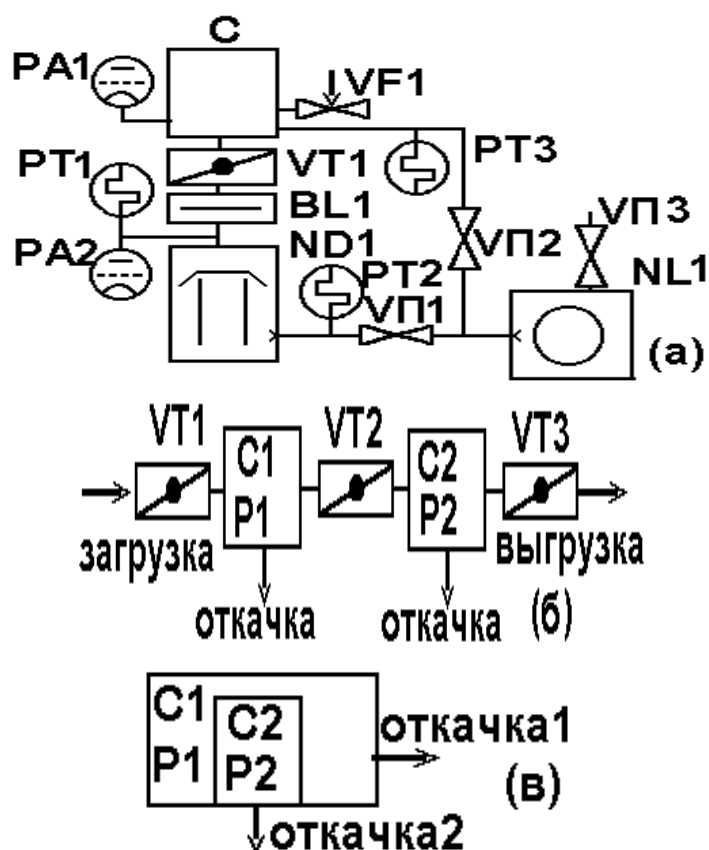 C
PA1
VF1
PT1
VT1
PT3
BL1
PA2
ND1
VП2
VП3
PT2
NL1
VП1
(а)
VT1
VT2
VT3
C1
P1
C2
P2
загрузка
выгрузка
откачка
откачка
(б)
C1
P1
C2
P2
откачка1
(в)
откачка2